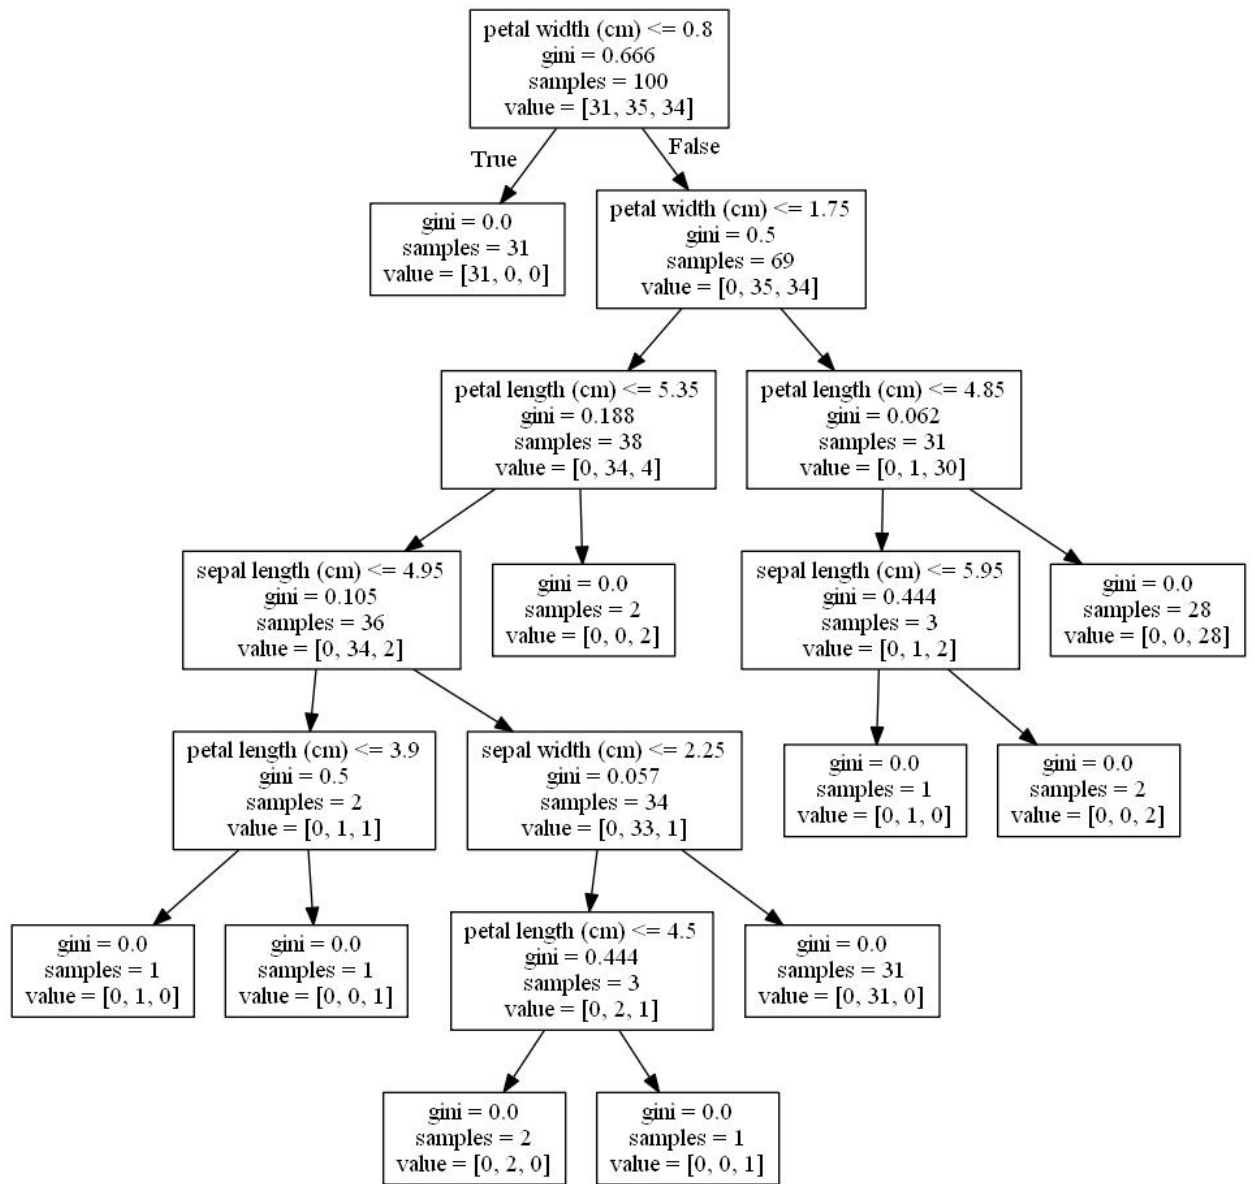 petal width (cm) <= 0.8
gini = 0.666
samples = 100
value = [31, 35, 34]
True
False
gini = 0.0
samples = 31
value = [31, 0, 0]
petal width (cm) <= 1.75
gini = 0.5
samples = 69
value = [0, 35, 34]
petal length (cm) <= 5.35
gini = 0.188
samples = 38
value = [0, 34, 4]
petal length (cm) <= 4.85
gini = 0.062
samples = 31
value = [0, 1, 30]
sepal length (cm) <= 4.95
gini = 0.105
samples = 36
value = [0, 34, 2]
gini = 0.0
samples = 2
value = [0, 0, 2]
sepal length (cm) <= 5.95
gini = 0.444
samples = 3
value = [0, 1, 2]
gini = 0.0
samples = 28
value = [0, 0, 28]
petal length (cm) <= 3.9
gini = 0.5
samples = 2
value = [0, 1, 1]
sepal width (cm) <= 2.25
gini = 0.057
samples = 34
value = [0, 33, 1]
gini = 0.0
samples = 1
value = [0, 1, 0]
gini = 0.0
samples = 2
value = [0, 0, 2]
gini = 0.0
samples = 1
value = [0, 1, 0]
gini = 0.0
samples = 1
value = [0, 0, 1]
petal length (cm) <= 4.5
gini = 0.444
samples = 3
value = [0, 2, 1]
gini = 0.0
samples = 31
value = [0, 31, 0]
gini = 0.0
samples = 2
value = [0, 2, 0]
gini = 0.0
samples = 1
value = [0, 0, 1]